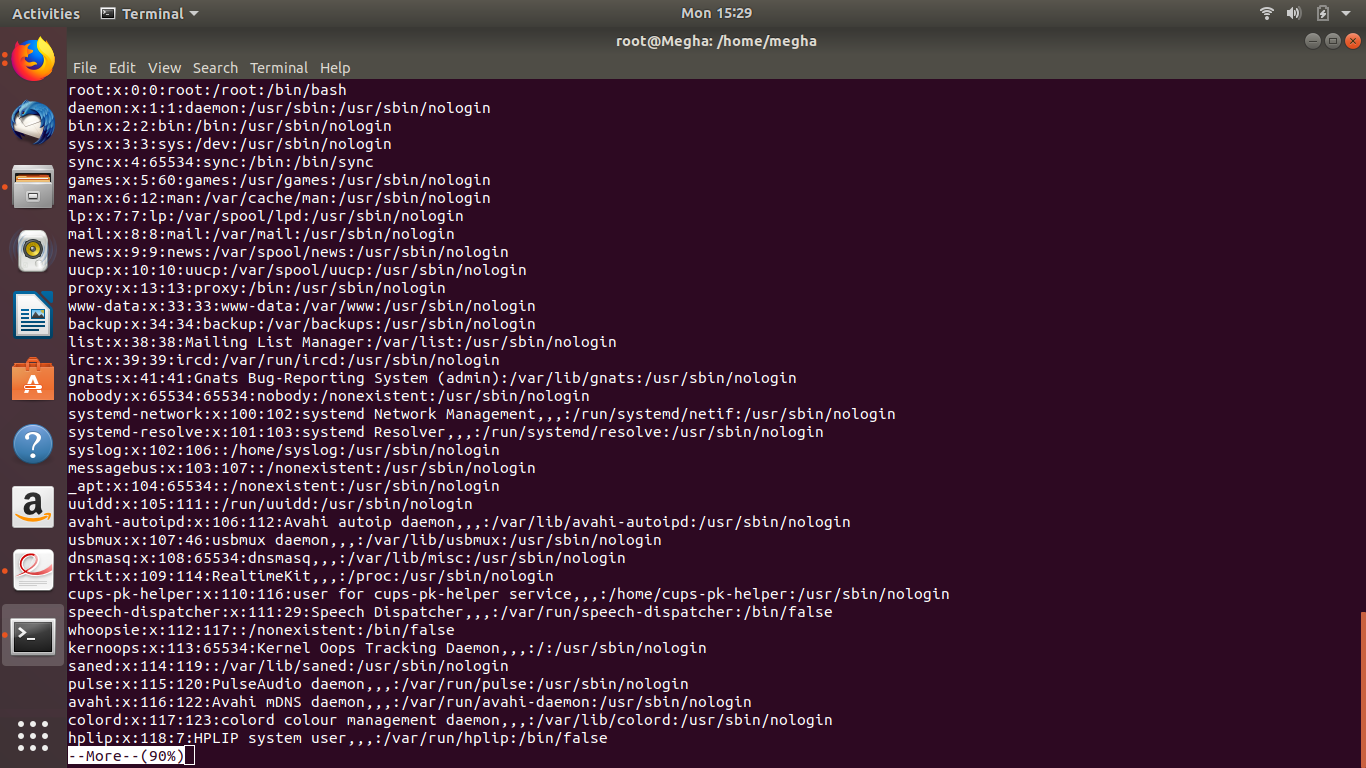 Activities Terminal Mon 15:29
root@Megha: /home/megha
File Edit View Search Terminal Help
root:x:0:0:root:/root:/bin/bash
daemon:x:1:1:daemon:/usr/sbin:/usr/sbin/nologin
bin:x:2:2:bin:/bin:/usr/sbin/nologin
sys:x:3:3:sys:/dev:/usr/sbin/nologin
sync:x:4:65534:sync:/bin:/bin/sync
games:x:5:60:games:/usr/games:/usr/sbin/nologin
man:x:6:12:man:/var/cache/man:/usr/sbin/nologin
lp:x:7:7:lp:/var/spool/lpd:/usr/sbin/nologin
mail:x:8:8:mail:/var/mail:/usr/sbin/nologin
news:x:9:9:news:/var/spool/news:/usr/sbin/nologin
uucp:x:10:10:uucp:/var/spool/uucp:/usr/sbin/nologin
proxy:x:13:13:proxy:/bin:/usr/sbin/nologin
www-data:x:33:33:www-data:/var/www:/usr/sbin/nologin
backup:x:34:34:backup:/var/backups:/usr/sbin/nologin
list:x:38:38:Mailing List Manager:/var/list:/usr/sbin/nologin
irc:x:39:39:ircd:/var/run/ircd:/usr/sbin/nologin
gnats:x:41:41:Gnats Bug-Reporting System (admin):/var/lib/gnats:/usr/sbin/nologin
nobody:x:65534:65534:nobody:/nonexistent:/usr/sbin/nologin
systemd-network:x:100:102:systemd Network Management,,,:/run/systemd/netif:/usr/sbin/nologin
systemd-resolve:x:101:103:systemd Resolver,,,:/run/systemd/resolve:/usr/sbin/nologin
syslog:x:102:106::/home/syslog:/usr/sbin/nologin
messagebus:x:103:107::/nonexistent:/usr/sbin/nologin
_apt:x:104:65534::/nonexistent:/usr/sbin/nologin
uuidd:x:105:111::/run/uuidd:/usr/sbin/nologin
avahi-autoipd:x:106:112:Avahi autoip daemon,,,:/var/lib/avahi-autoipd:/usr/sbin/nologin
usbmux:x:107:46:usbmux daemon,,,:/var/lib/usbmux:/usr/sbin/nologin
dnsmasq:x:108:65534:dnsmasq,,,:/var/lib/misc:/usr/sbin/nologin
rtkit:x:109:114:RealtimeKit,,,:/proc:/usr/sbin/nologin
cups-pk-helper:x:110:116:user for cups-pk-helper service,,,:/home/cups-pk-helper:/usr/sbin/nologin
speech-dispatcher:x:111:29:Speech Dispatcher,,,:/var/run/speech-dispatcher:/bin/false
whoopsie:x:112:117::/nonexistent:/bin/false
kernoops:x:113:65534:Kernel Oops Tracking Daemon,,,:/:/usr/sbin/nologin
saned:x:114:119::/var/lib/saned:/usr/sbin/nologin
pulse:x:115:120:PulseAudio daemon,,,:/var/run/pulse:/usr/sbin/nologin
avahi:x:116:122:Avahi mDNS daemon,,,:/var/run/avahi-daemon:/usr/sbin/nologin
colord:x:117:123:colord colour management daemon,,,:/var/lib/colord:/usr/sbin/nologin
hplip:x:118:7:HPLIP system user,,,:/var/run/hplip:/bin/false
--More--(90%)